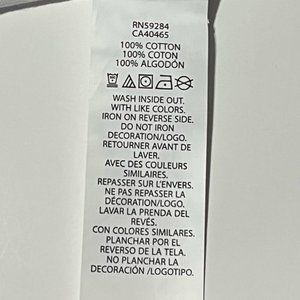 RN59284
CA40465
100% COTTON
100% COTON
100% ALGODÓN
WASH INSIDE OUT.
WITH LIKE COLORS.
IRON ON REVERSE SIDE.
DO NOT IRON
DECORATION/LOGO.
RETOURNER AVANT DE
LAVER.
AVEC DES COULEURS
SIMILAIRES.
REPASSER SUR L'ENVERS.
NE PAS REPASSER LA
DÉCORATION/LOGO.
LAVAR LA PRENDA DEL
REVÉS.
CON COLORES SIMILARES.
PLANCHAR POR EL
REVERSO DE LA TELA.
NO PLANCHAR LA
DECORACIÓN /LOGOTIPO.